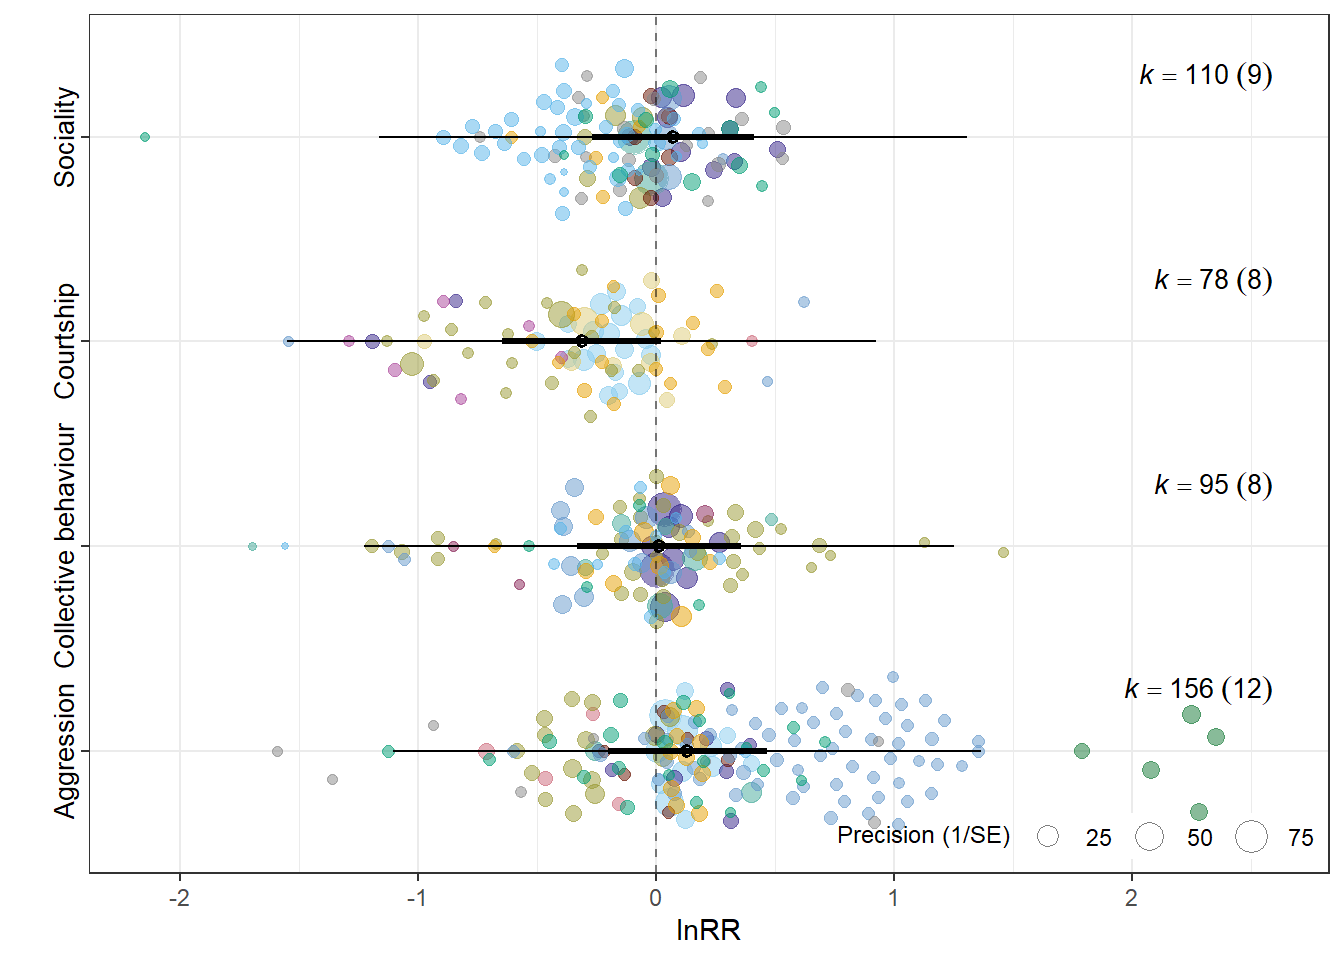 Sociality
k = 110 (9)
Courtship
k = 78 (8)
Collective behaviour
k = 95 (8)
Aggression
k = 156 (12)
Precision (1/SE) 25 50 75
-2 -1 0 1 2
lnRR